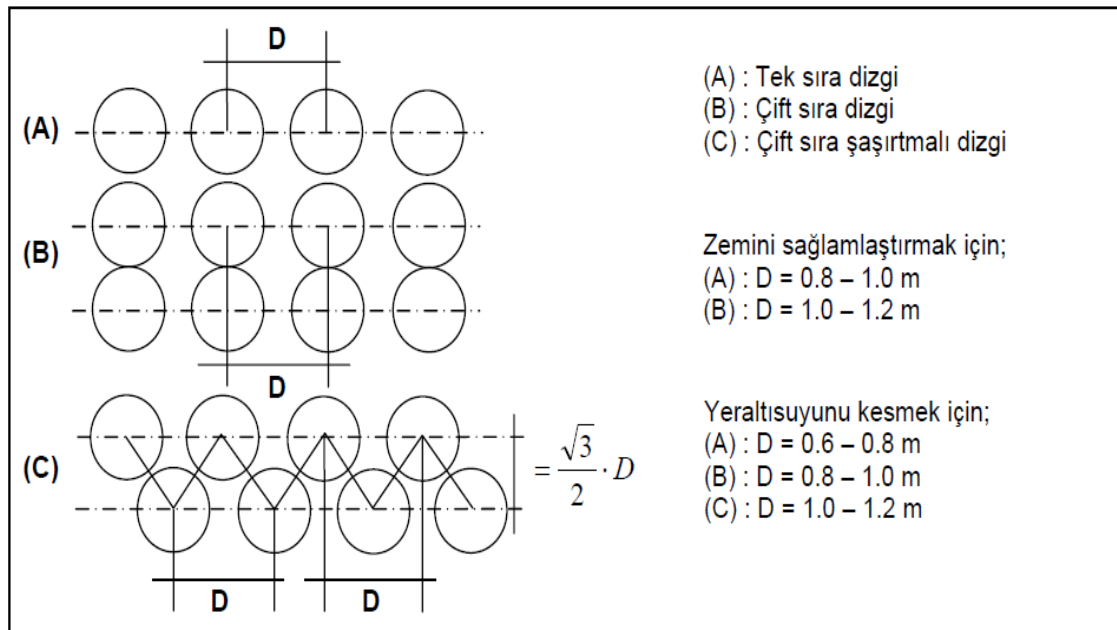 D
(A)
(B)
D
(C)
= √3/2 · D
D
D
(A) : Tek sıra dizgi
(B) : Çift sıra dizgi
(C) : Çift sıra şaşırtmalı dizgi
Zemini sağlamlaştırmak için;
(A) : D = 0.8 – 1.0 m
(B) : D = 1.0 – 1.2 m
Yeraltısuyunu kesmek için;
(A) : D = 0.6 – 0.8 m
(B) : D = 0.8 – 1.0 m
(C) : D = 1.0 – 1.2 m